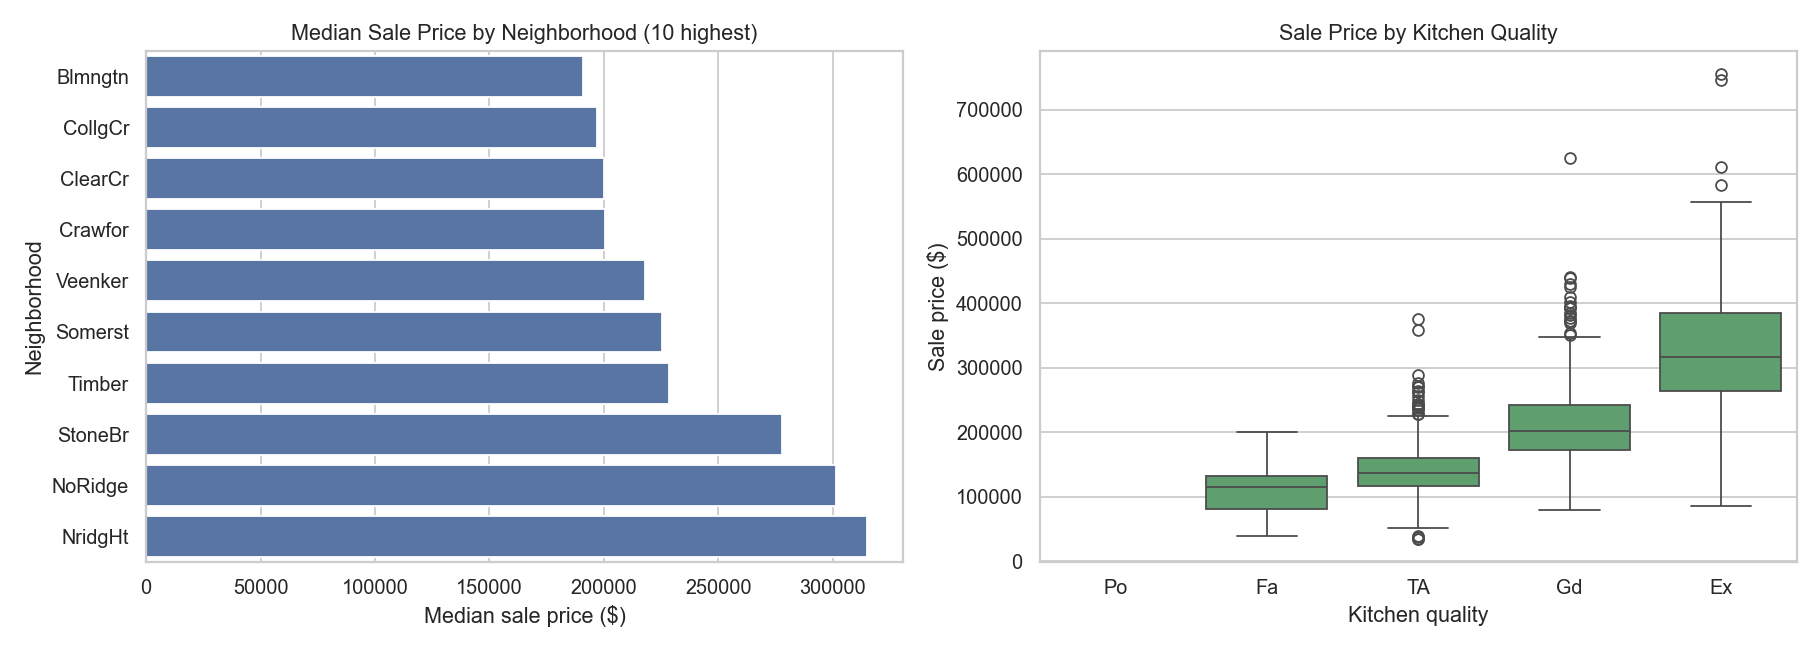 Median Sale Price by Neighborhood (10 highest)
Neighborhood
Blmngtn
CollgCr
ClearCr
Crawfor
Veenker
Somerst
Timber
StoneBr
NoRidge
NridgHt
0 50000 100000 150000 200000 250000 300000
Median sale price ($)
Sale Price by Kitchen Quality
Sale price ($)
700000
600000
500000
400000
300000
200000
100000
0
Po Fa TA Gd Ex
Kitchen quality